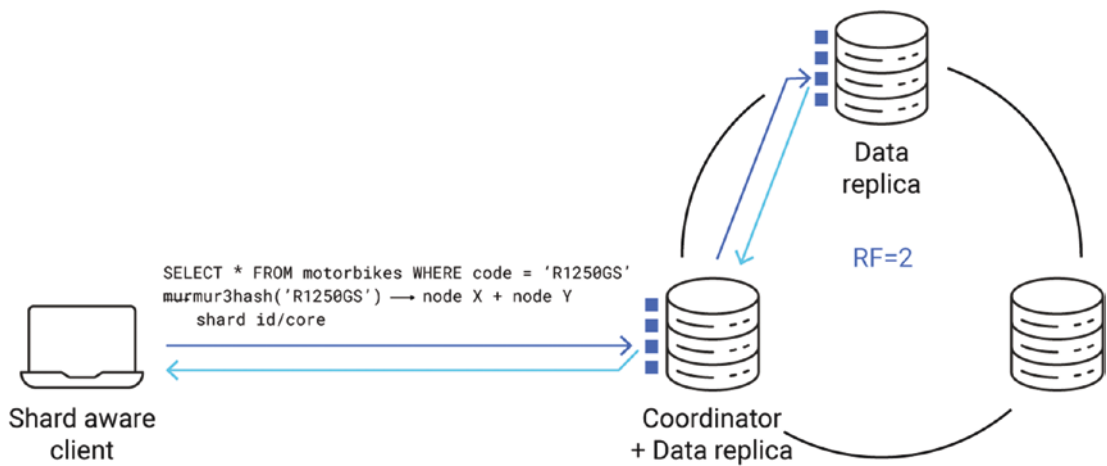 Data
replica
RF=2
SELECT * FROM motorbikes WHERE code = 'R1250GS'
murmur3hash('R1250GS') → node X + node Y
shard id/core
Shard aware
client
Coordinator
+ Data replica